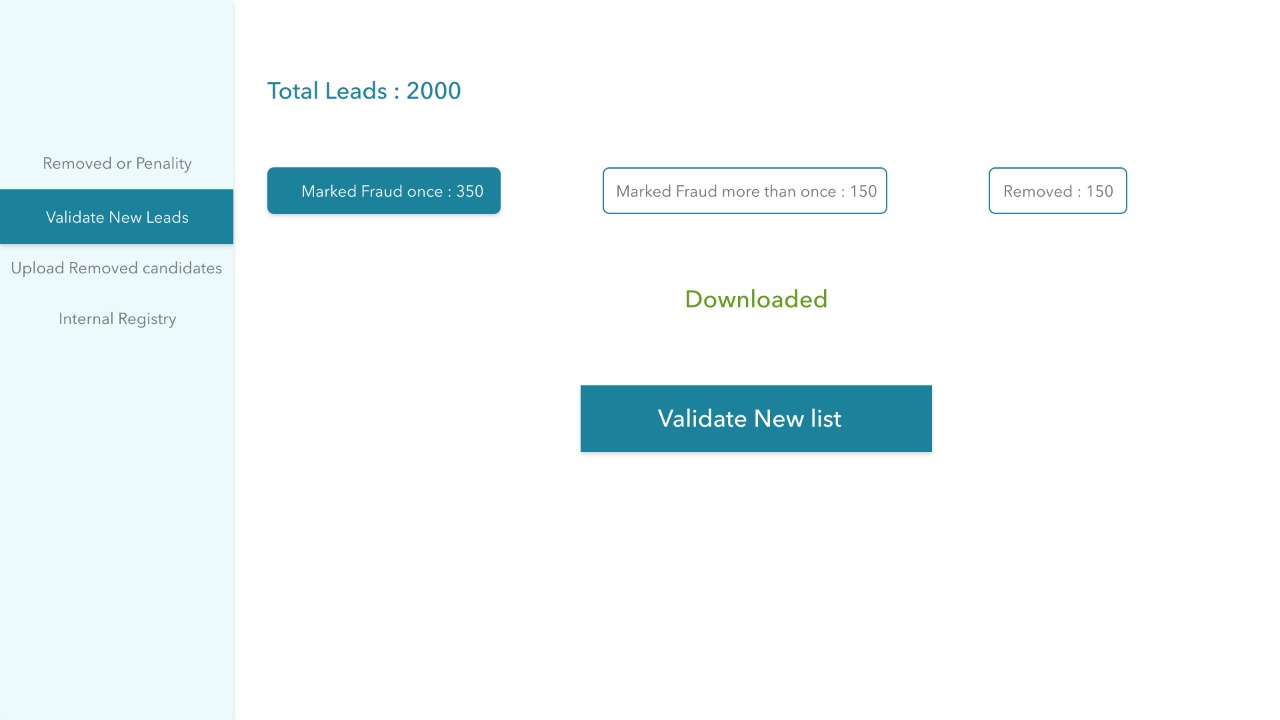 Total Leads : 2000
Removed or Penality
Validate New Leads
Upload Removed candidates
Internal Registry
Marked Fraud once : 350
Marked Fraud more than once : 150
Removed : 150
Downloaded
Validate New list